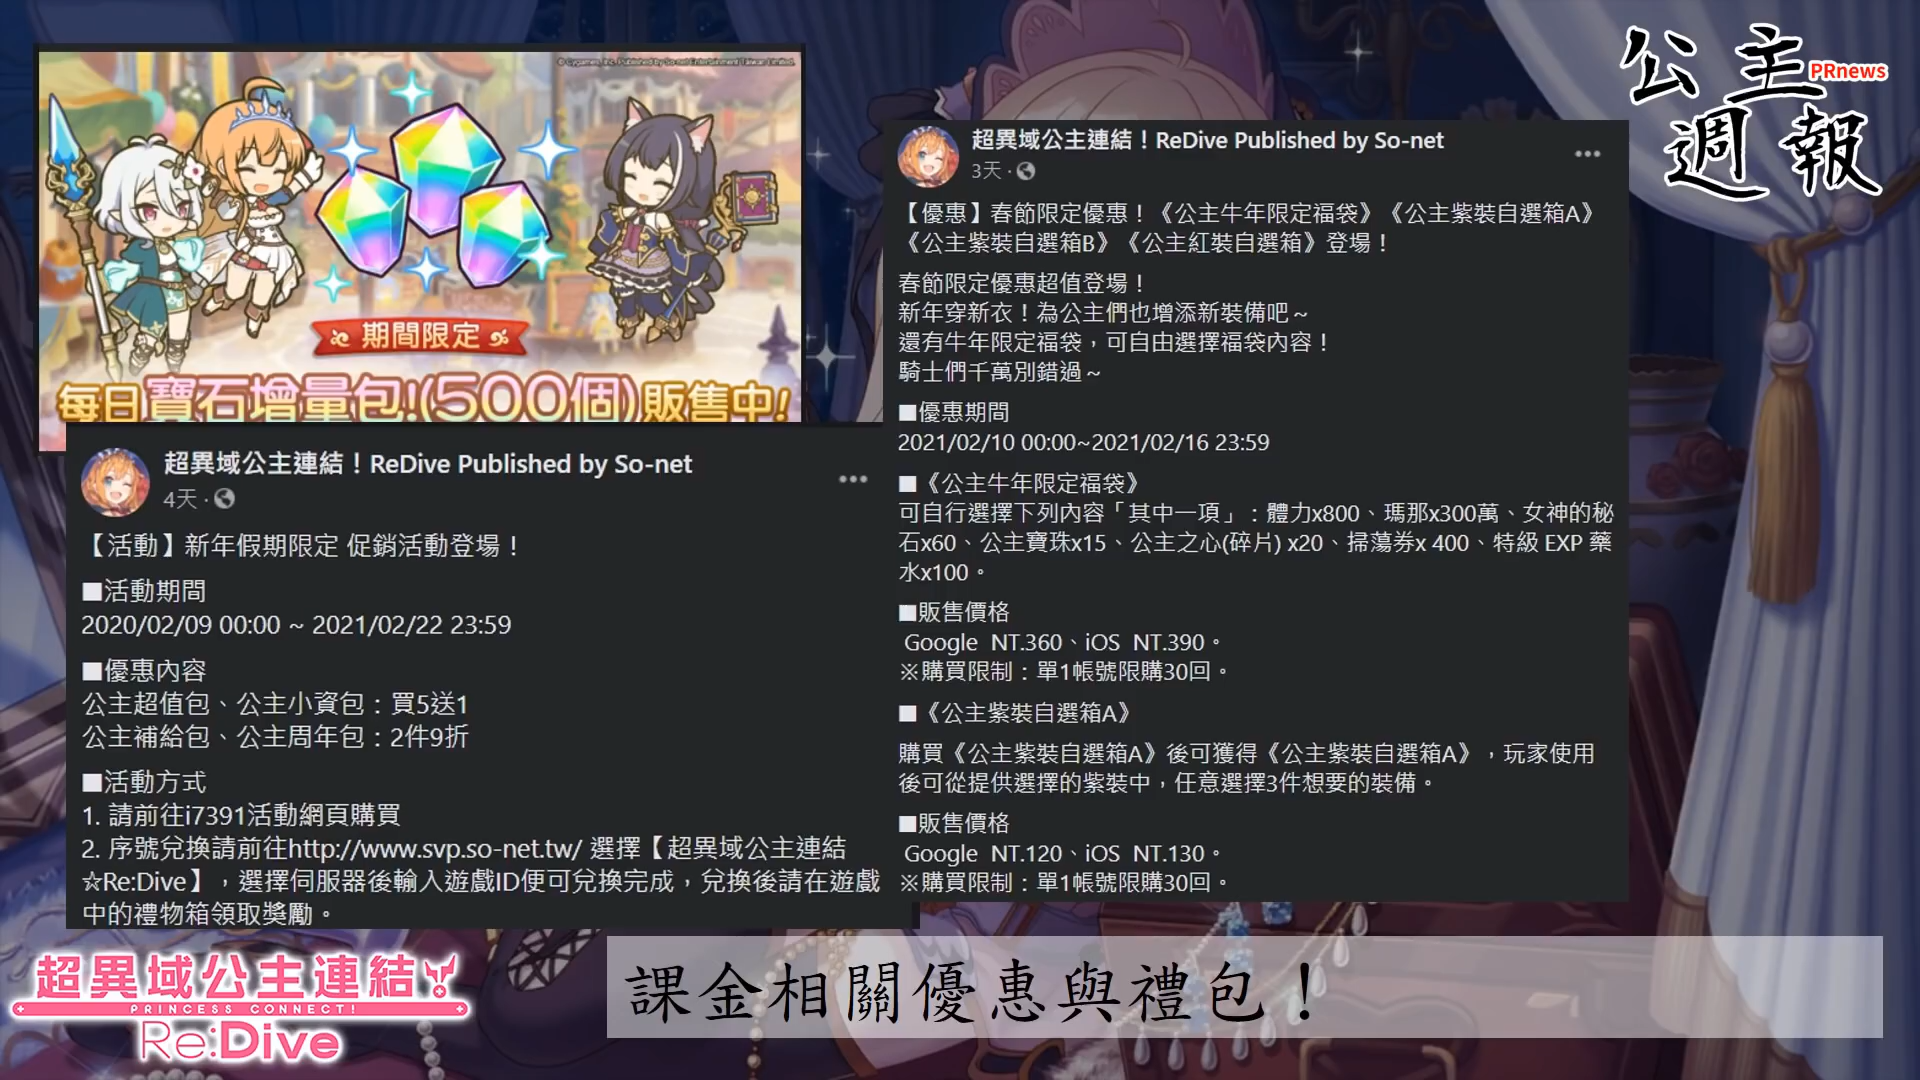 © Cygames, Inc. Published by So-net Entertainment Taiwan Limited.
期間限定
每日寶石增量包!(500個)販售中!
超異域公主連結！ReDive Published by So-net
4天
【活動】新年假期限定 促銷活動登場！
■活動期間
2020/02/09 00:00 ~ 2021/02/22 23:59
■優惠內容
公主超值包、公主小資包：買5送1
公主補給包、公主周年包：2件9折
■活動方式
1. 請前往i7391活動網頁購買
2. 序號兌換請前往http://www.svp.so-net.tw/ 選擇【超異域公主連結
☆Re:Dive】，選擇伺服器後輸入遊戲ID便可兌換完成，兌換後請在遊戲
中的禮物箱領取獎勵。
超異域公主連結！ReDive Published by So-net
3天
【優惠】春節限定優惠！《公主牛年限定福袋》《公主紫裝自選箱A》
《公主紫裝自選箱B》《公主紅裝自選箱》登場！
春節限定優惠超值登場！
新年穿新衣！為公主們也增添新裝備吧～
還有牛年限定福袋，可自由選擇福袋內容！
騎士們千萬別錯過～
■優惠期間
2021/02/10 00:00~2021/02/16 23:59
■《公主牛年限定福袋》
可自行選擇下列內容「其中一項」：體力x800、瑪那x300萬、女神的秘
石x60、公主寶珠x15、公主之心(碎片) x20、掃蕩券x 400、特級 EXP 藥
水x100。
■販售價格
Google NT.360、iOS NT.390。
※購買限制：單1帳號限購30回。
■《公主紫裝自選箱A》
購買《公主紫裝自選箱A》後可獲得《公主紫裝自選箱A》，玩家使用
後可從提供選擇的紫裝中，任意選擇3件想要的裝備。
■販售價格
Google NT.120、iOS NT.130。
※購買限制：單1帳號限購30回。
公主
PRnews
週報
超異域公主連結
PRINCESS CONNECT!
Re:Dive
課金相關優惠與禮包！